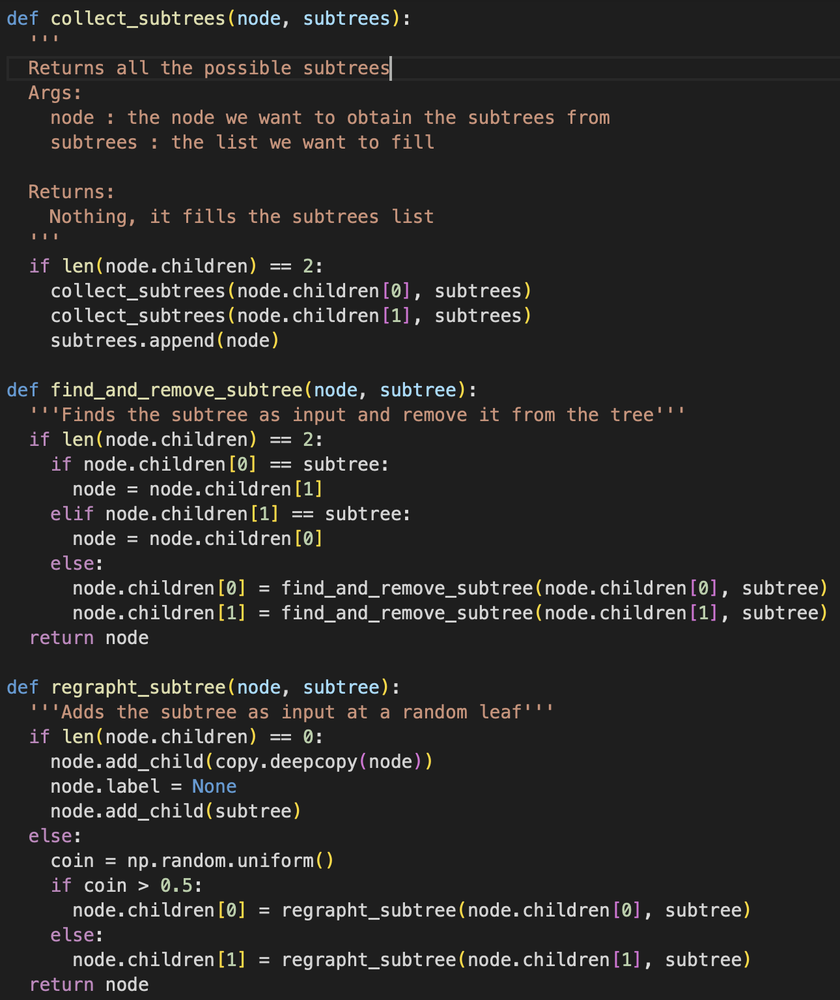 def collect_subtrees(node, subtrees):
  '''
  Returns all the possible subtrees
  Args:
    node : the node we want to obtain the subtrees from
    subtrees : the list we want to fill

  Returns:
    Nothing, it fills the subtrees list
  '''
  if len(node.children) == 2:
    collect_subtrees(node.children[0], subtrees)
    collect_subtrees(node.children[1], subtrees)
    subtrees.append(node)

def find_and_remove_subtree(node, subtree):
  '''Finds the subtree as input and remove it from the tree'''
  if len(node.children) == 2:
    if node.children[0] == subtree:
      node = node.children[1]
    elif node.children[1] == subtree:
      node = node.children[0]
    else:
      node.children[0] = find_and_remove_subtree(node.children[0], subtree)
      node.children[1] = find_and_remove_subtree(node.children[1], subtree)
  return node

def regrapht_subtree(node, subtree):
  '''Adds the subtree as input at a random leaf'''
  if len(node.children) == 0:
    node.add_child(copy.deepcopy(node))
    node.label = None
    node.add_child(subtree)
  else:
    coin = np.random.uniform()
    if coin > 0.5:
      node.children[0] = regrapht_subtree(node.children[0], subtree)
    else:
      node.children[1] = regrapht_subtree(node.children[1], subtree)
  return node